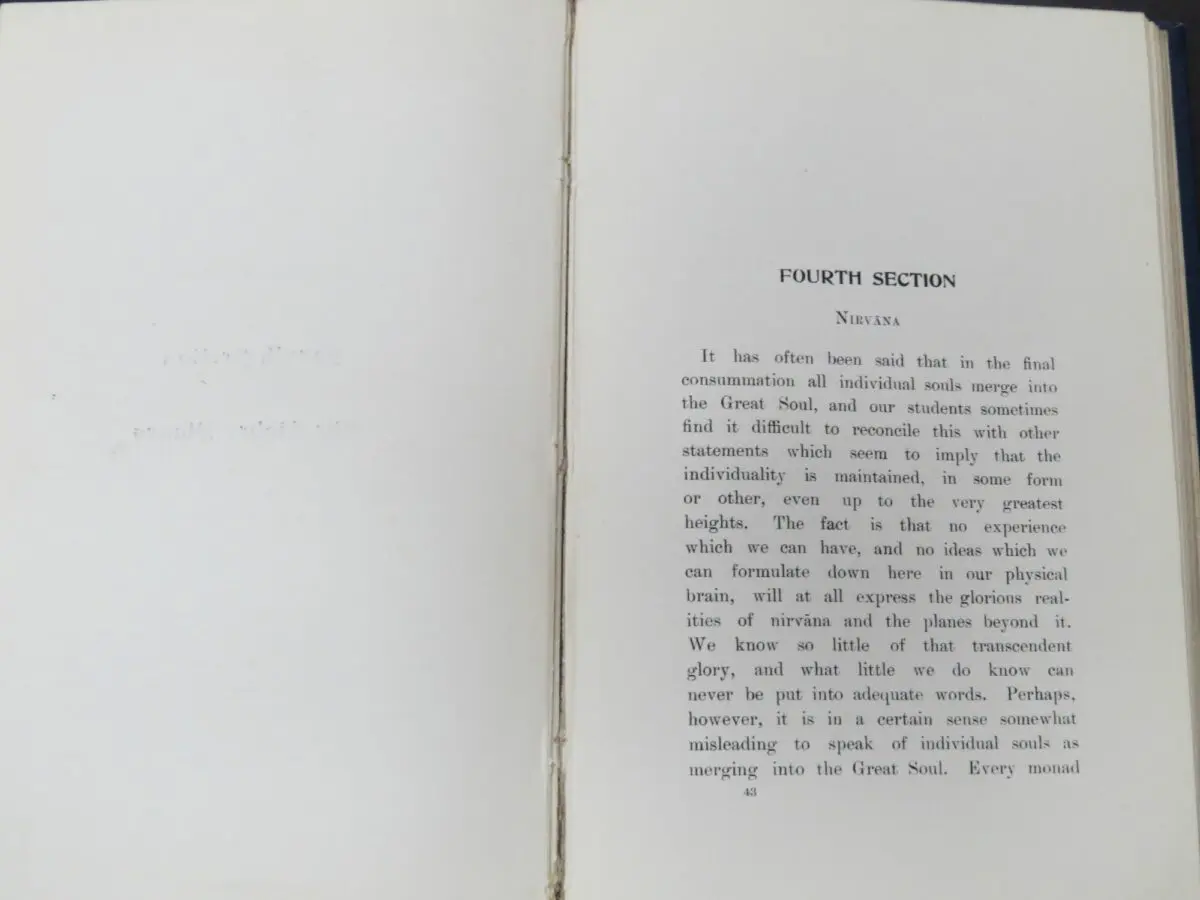 FOURTH SECTION
NIRVĀNA
It has often been said that in the final
consummation all individual souls merge into
the Great Soul, and our students sometimes
find it difficult to reconcile this with other
statements which seem to imply that the
individuality is maintained, in some form
or other, even up to the very greatest
heights. The fact is that no experience
which we can have, and no ideas which we
can formulate down here in our physical
brain, will at all express the glorious real-
ities of nirvāna and the planes beyond it.
We know so little of that transcendent
glory, and what little we do know can
never be put into adequate words. Perhaps,
however, it is in a certain sense somewhat
misleading to speak of individual souls as
merging into the Great Soul. Every monad
43